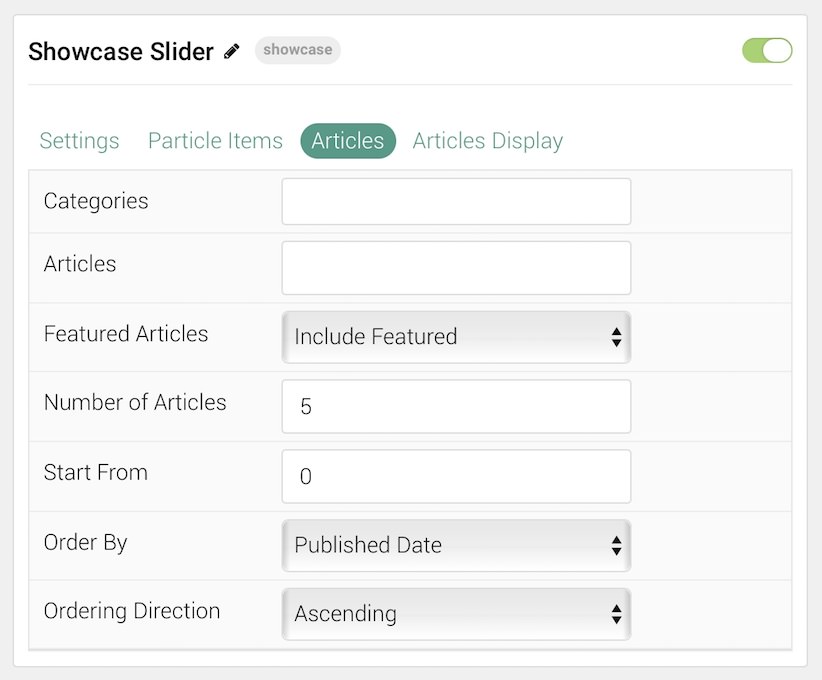 Showcase Slider showcase
Settings Particle Items Articles Articles Display
Categories
Articles
Featured Articles Include Featured
Number of Articles 5
Start From 0
Order By Published Date
Ordering Direction Ascending